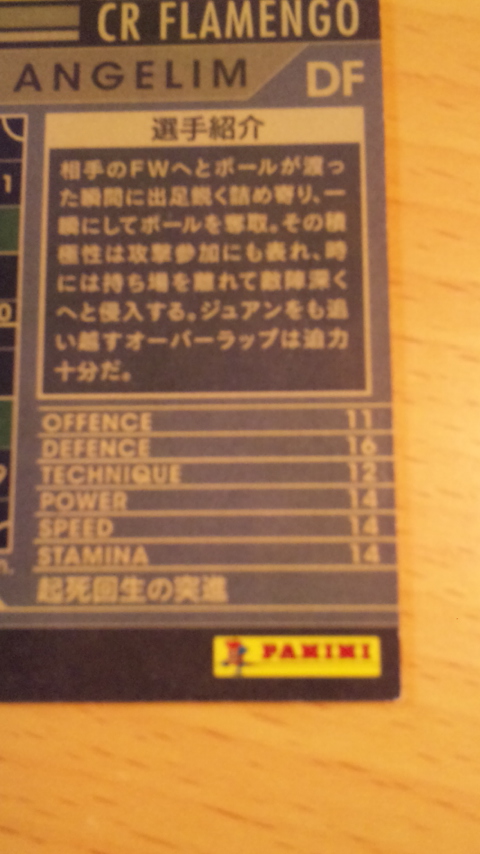 CR FLAMENGO
ANGELIM DF
選手紹介
相手のFWへとボールが渡っ
た瞬間に出足鋭く詰め寄り、一
瞬にしてボールを奪取。その積
極性は攻撃参加にも表れ、時
には持ち場を離れて敵陣深く
へと侵入する。ジュアンをも追
い越すオーバーラップは迫力
十分だ。
1
0
OFFENCE 11
DEFENCE 16
TECHNIQUE 12
POWER 14
SPEED 14
STAMINA 14
起死回生の突進
PANINI